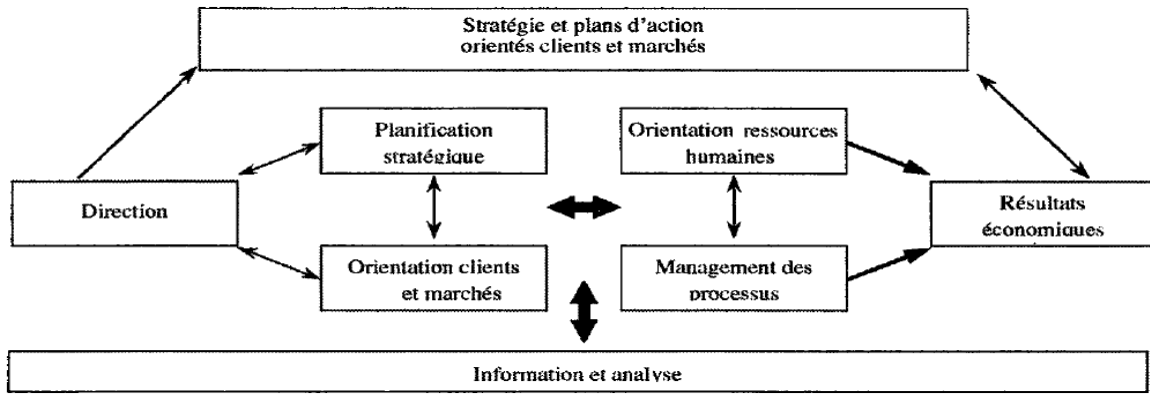 Stratégie et plans d'action
orientés clients et marchés
Planification
stratégique
Orientation ressources
humaines
Direction
Résultats
économiques
Orientation clients
et marchés
Management des
processus
Information et analyse